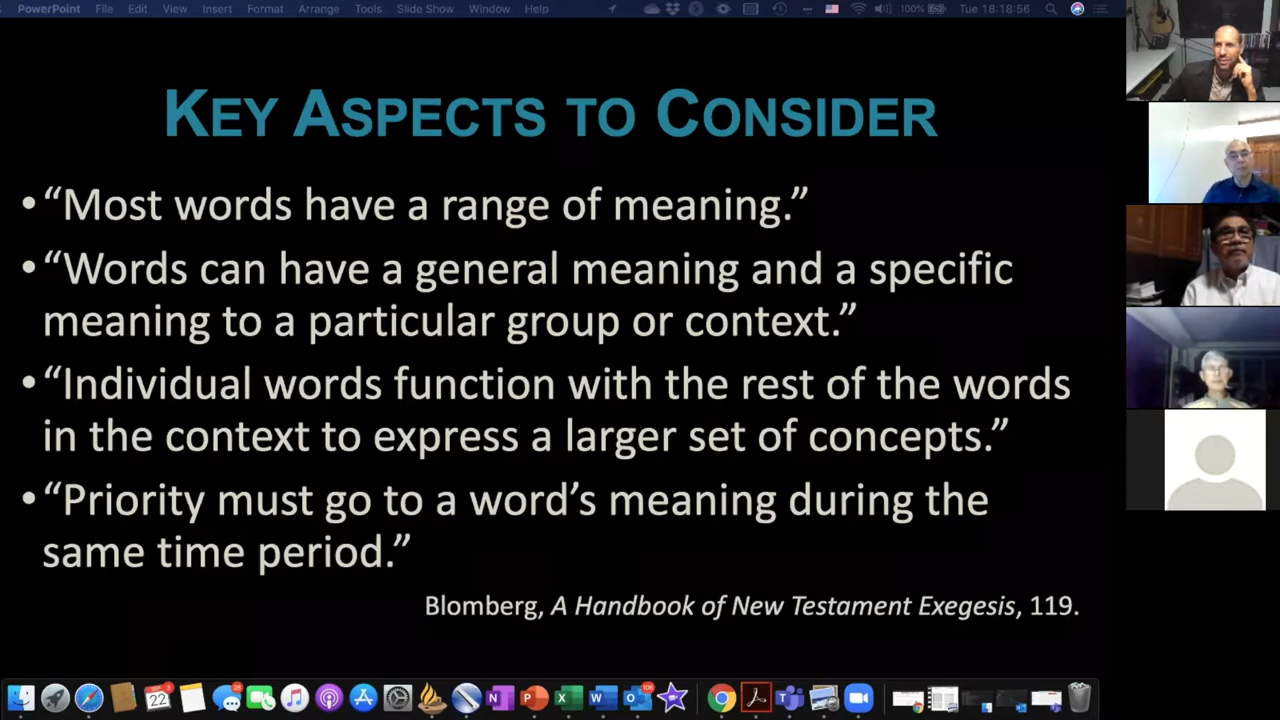 PowerPoint File Edit View Insert Format Arrange Tools Slide Show Window Help 100% Tue 18:18:56
KEY ASPECTS TO CONSIDER
• “Most words have a range of meaning.”
• “Words can have a general meaning and a specific
meaning to a particular group or context.”
• “Individual words function with the rest of the words
in the context to express a larger set of concepts.”
• “Priority must go to a word’s meaning during the
same time period.”
Blomberg, A Handbook of New Testament Exegesis, 119.
22